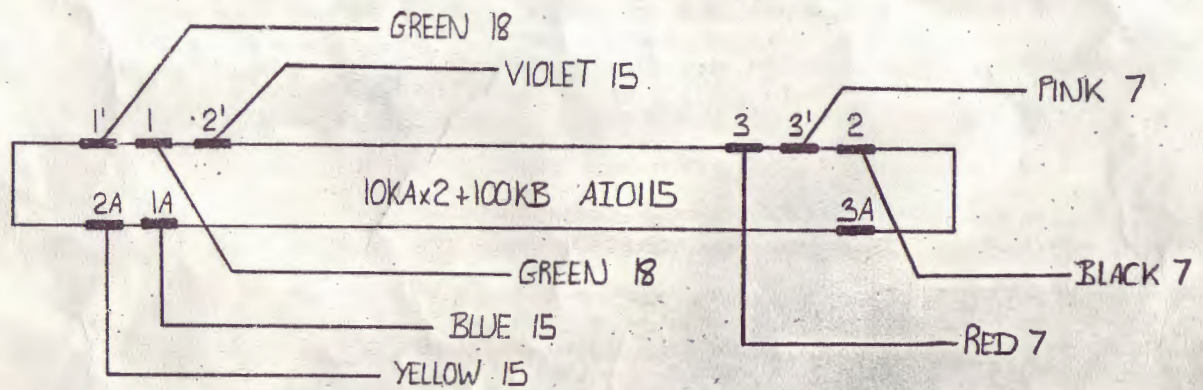 GREEN 18
VIOLET 15
PINK 7
1' 1 2' 3 3' 2
10KAx2+100KB AI0115
2A 1A 3A
GREEN 18
BLACK 7
BLUE 15
RED 7
YELLOW 15